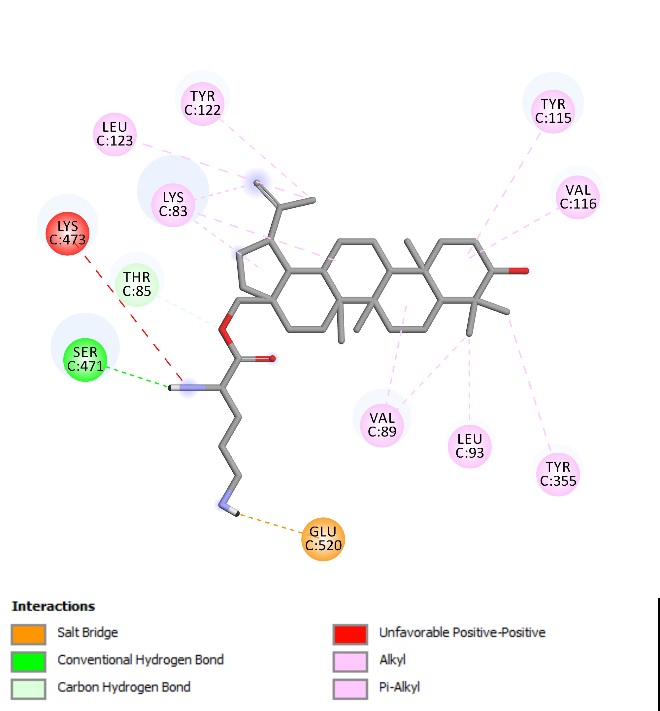 TYR
C:122
TYR
C:115
LEU
C:123
VAL
C:116
LYS
C:83
LYS
C:473
THR
C:85
SER
C:471
VAL
C:89
LEU
C:93
TYR
C:355
GLU
C:520
Interactions
Salt Bridge
Conventional Hydrogen Bond
Carbon Hydrogen Bond
Unfavorable Positive-Positive
Alkyl
Pi-Alkyl